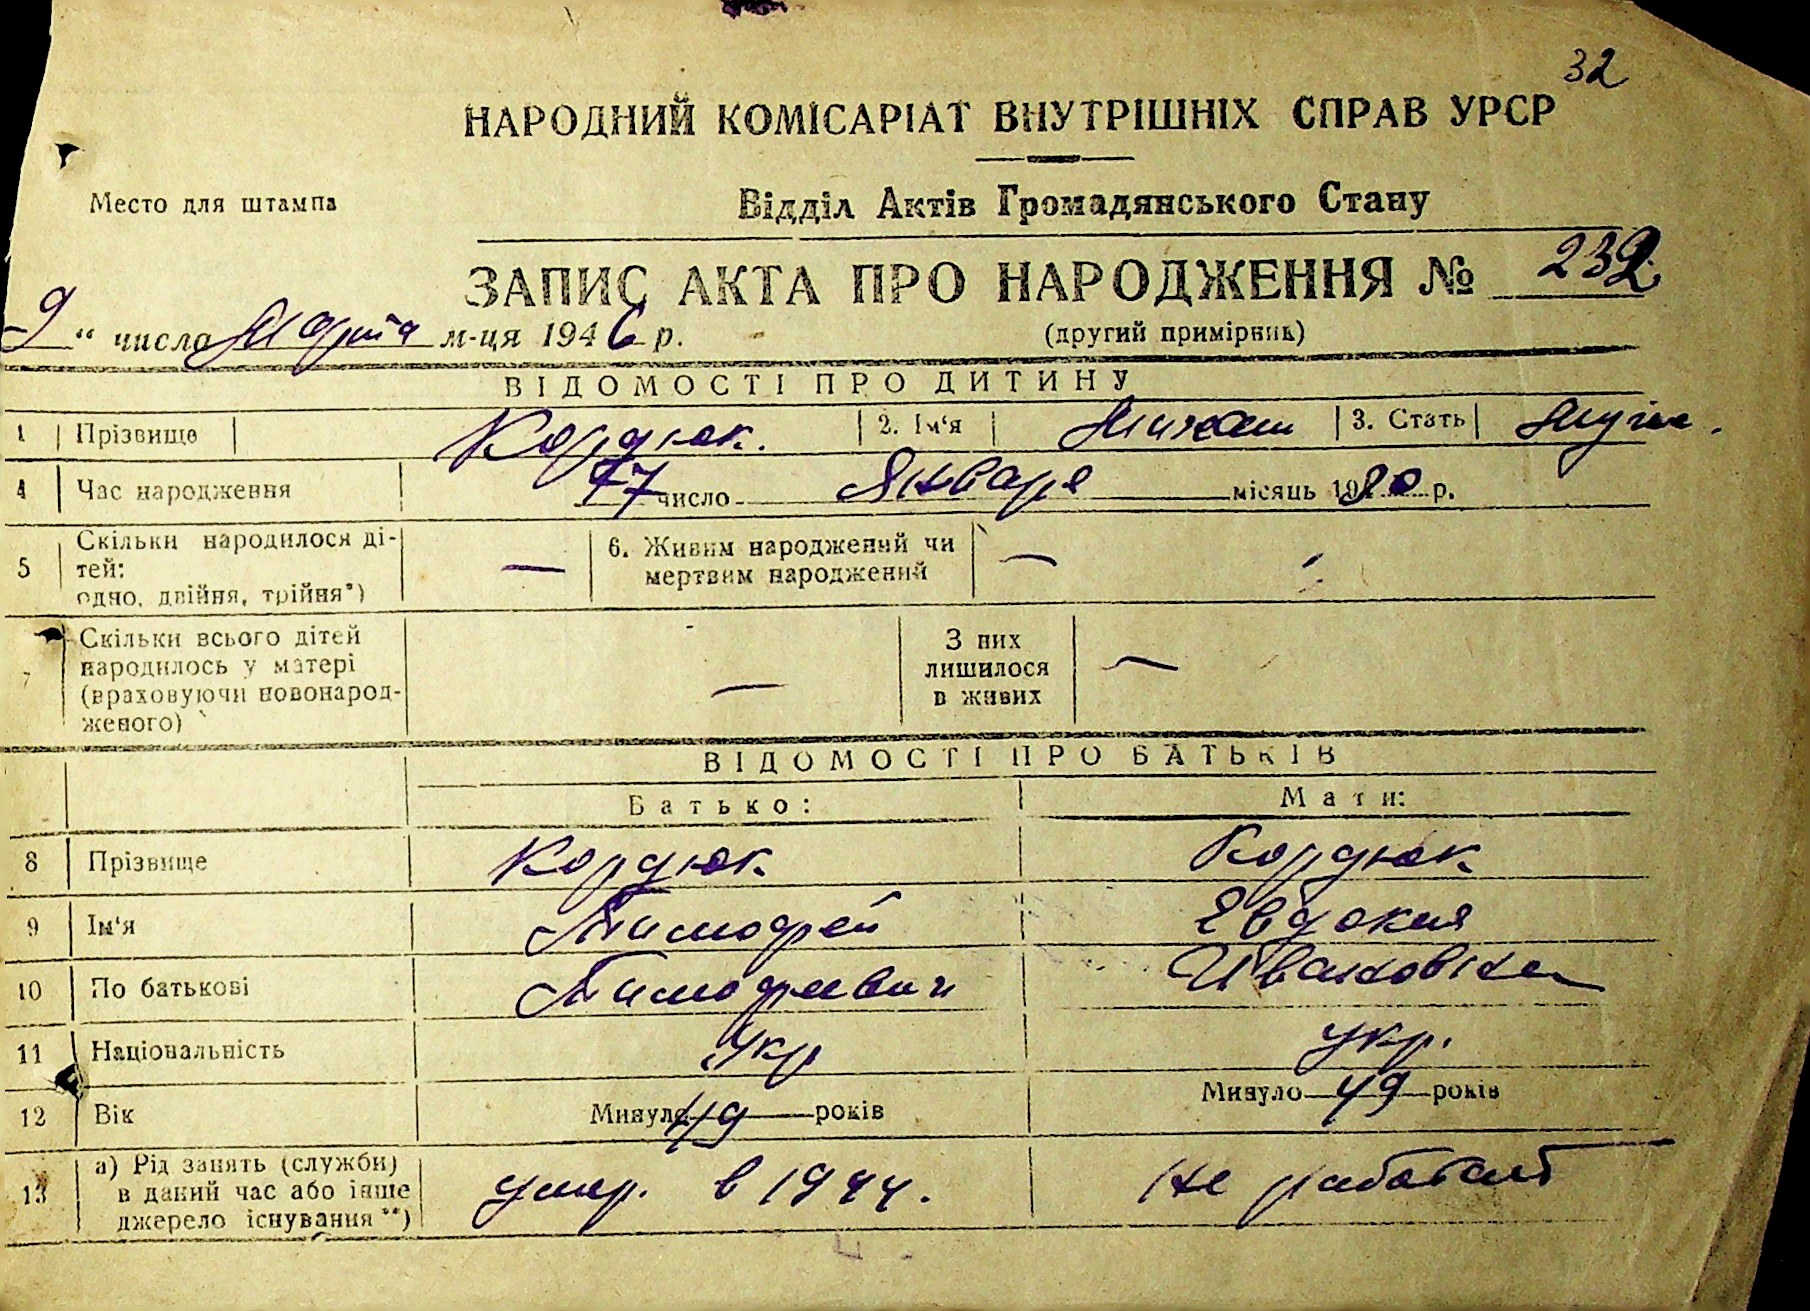 32
НАРОДНИЙ КОМІСАРІАТ ВНУТРІШНІХ СПРАВ УРСР
Место для штампа
Відділ Актів Громадянського Стану
ЗАПИС АКТА ПРО НАРОДЖЕННЯ № 232
9 " числа Марта м-ця 1946 р.
(другий примірник)
ВІДОМОСТІ ПРО ДИТИНУ
1 Прізвище Кордюк. 2. Ім'я Михаил 3. Стать Муж.
4 Час народження 17 число Января місяць 1920 р.
5 Скільки народилося ді-
тей:
одно, двійня, трійня*) —
6. Живим народжений чи
мертвим народжений —
7 Скільки всього дітей
народилось у матері
(враховуючи новонарод-
женого) —
З них
лишилося
в живих —
ВІДОМОСТІ ПРО БАТЬКІВ
Батько: Мати:
8 Прізвище Кордюк Кордюк
9 Ім'я Тимофей Евдокия
10 По батькові Тимофеевич Ивановна
11 Національність Укр укр.
12 Вік Минуло 49 років Минуло 49 років
13 а) Рід занять (служби)
в даний час або інше
джерело існування**)
умер. в 1944. Не работает